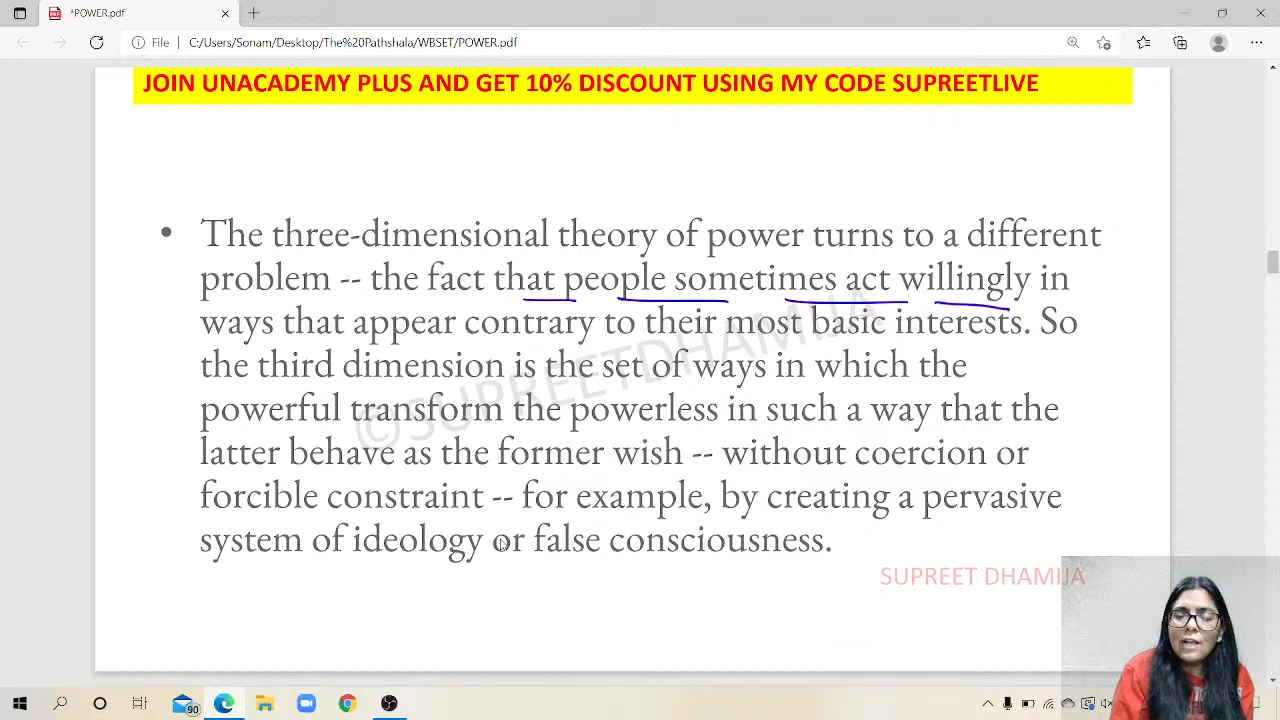 *POWER.pdf
File
C:/Users/Sonam/Desktop/The%20Pathshala/WBSET/POWER.pdf
JOIN UNACADEMY PLUS AND GET 10% DISCOUNT USING MY CODE SUPREETLIVE
• The three-dimensional theory of power turns to a different
problem -- the fact that people sometimes act willingly in
ways that appear contrary to their most basic interests. So
the third dimension is the set of ways in which the
powerful transform the powerless in such a way that the
latter behave as the former wish -- without coercion or
forcible constraint -- for example, by creating a pervasive
system of ideology or false consciousness.
©SUPREETDHAMIJA
SUPREET DHAMIJA
90